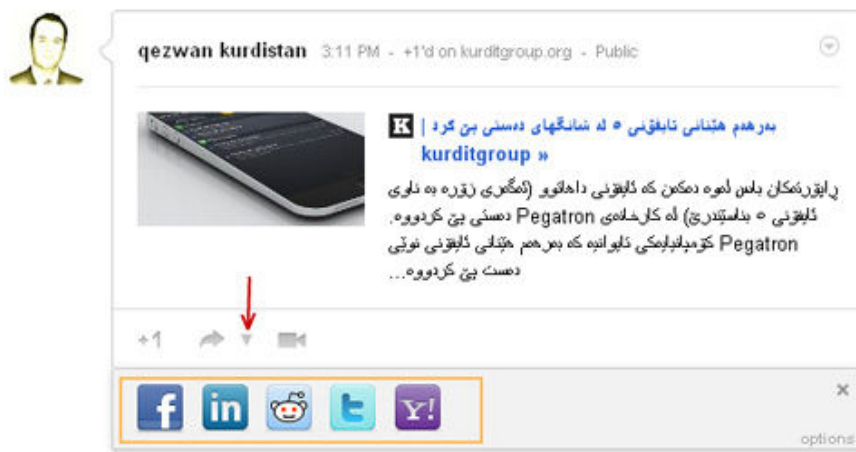 qezwan kurdistan 3:11 PM - +1'd on kurditgroup.org - Public
K بەرهەم هێنانی ئایفۆنی ٥ لە شانگهای دەستی پێ کرد |
kurditgroup »
ڕاپۆرتەکان باس لەوە دەکەن کە ئایفۆنی داهاتوو (ئەگەری زۆرە بە ناوی
ئایفۆنی ٥ بناسێندرێ) لە کارخانەی Pegatron دەستی پێ کردووە.
Pegatron کۆمپانیایەکی تایوانیە کە بەرهەم هێنانی ئایفۆنی نوێی
دەست پێ کردووە...
+1
f in t Y!
options